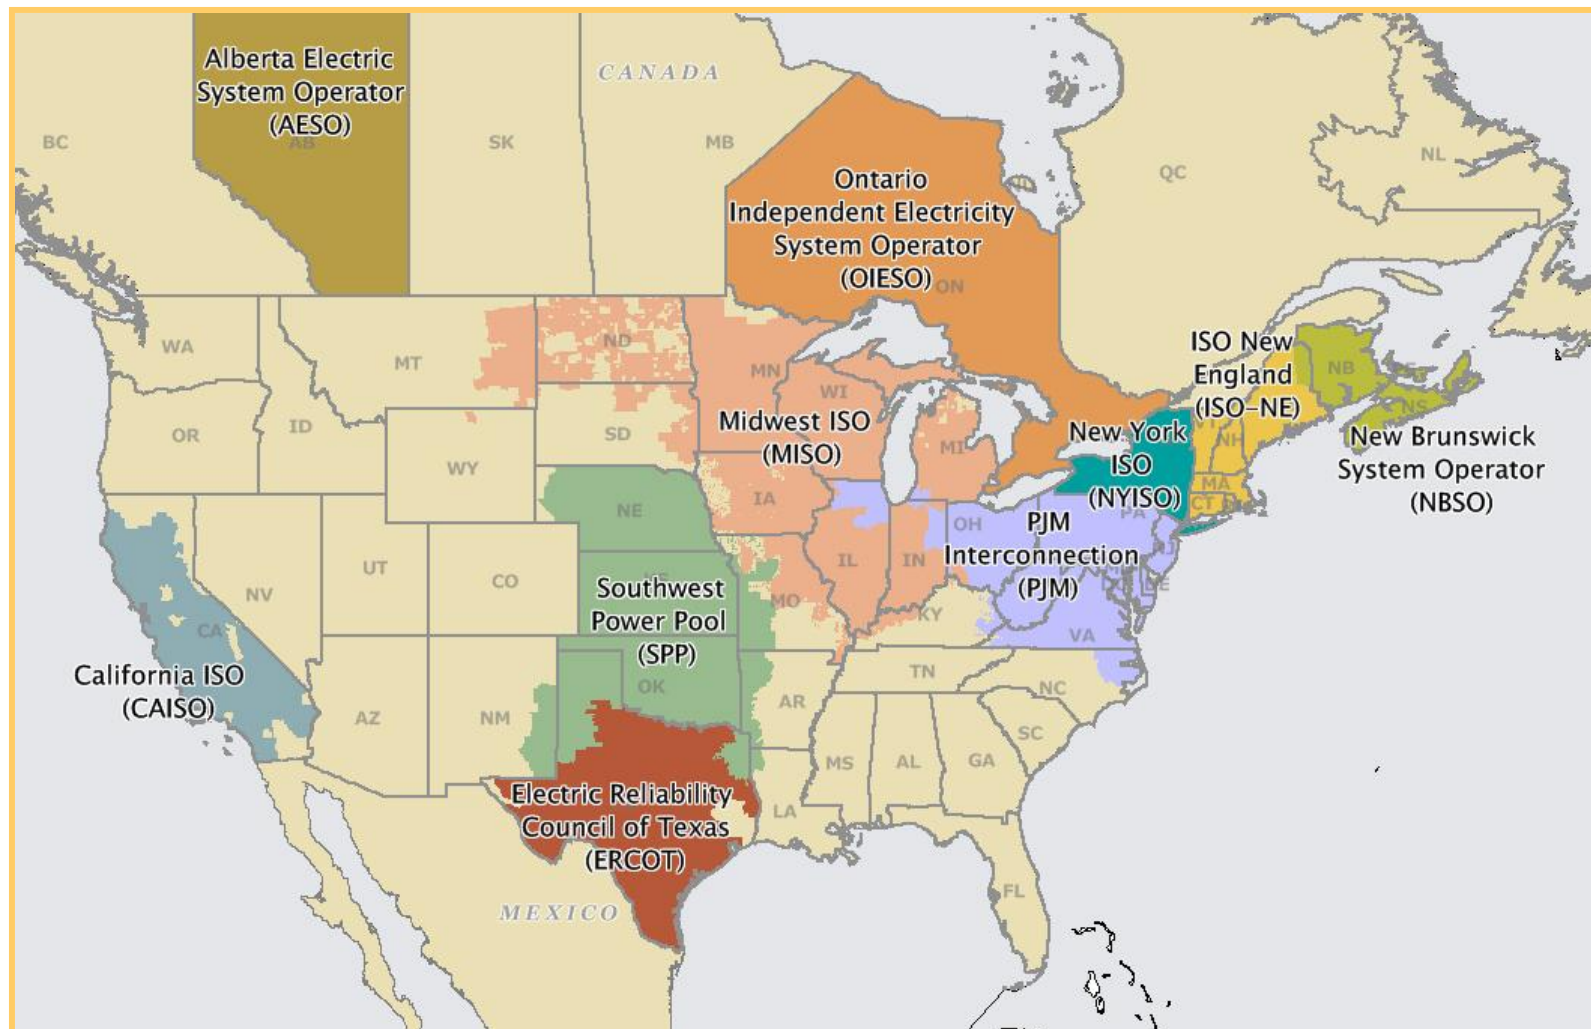 Alberta Electric
System Operator
(AESO)
AB
CANADA
BC
SK
MB
QC
NL
Ontario
Independent Electricity
System Operator
(OIESO)
ON
WA
MT
ND
MN
WI
ISO New
England
(ISO-NE)
NB
NS
OR
ID
SD
WY
Midwest ISO
(MISO)
MI
New York
ISO
(NYISO)
VT
NH
MA
CT
New Brunswick
System Operator
(NBSO)
NE
IA
OH
PA
PJM
Interconnection
(PJM)
NJ
DE
NV
UT
CO
Southwest
Power Pool
(SPP)
MO
IL
IN
KY
VA
CA
California ISO
(CAISO)
AZ
NM
OK
AR
TN
NC
SC
MS
AL
GA
LA
Electric Reliability
Council of Texas
(ERCOT)
MEXICO
FL